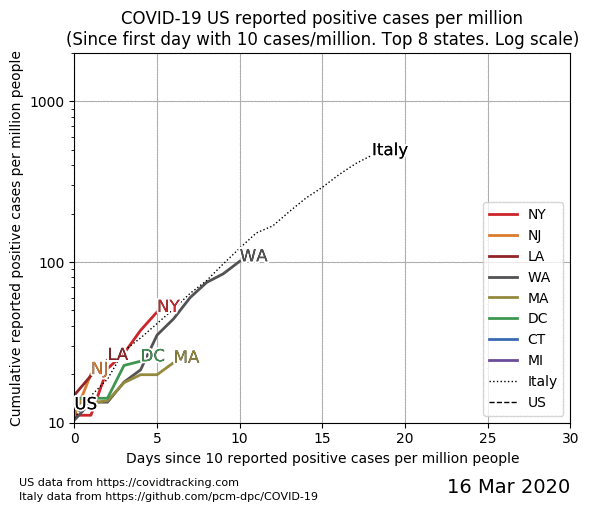 COVID-19 US reported positive cases per million
(Since first day with 10 cases/million. Top 8 states. Log scale)
Cumulative reported positive cases per million people
1000
100
10
Italy
WA
NY
LA
DC
MA
NJ
US
NY
NJ
LA
WA
MA
DC
CT
MI
Italy
US
0 5 10 15 20 25 30
Days since 10 reported positive cases per million people
US data from https://covidtracking.com
Italy data from https://github.com/pcm-dpc/COVID-19
16 Mar 2020